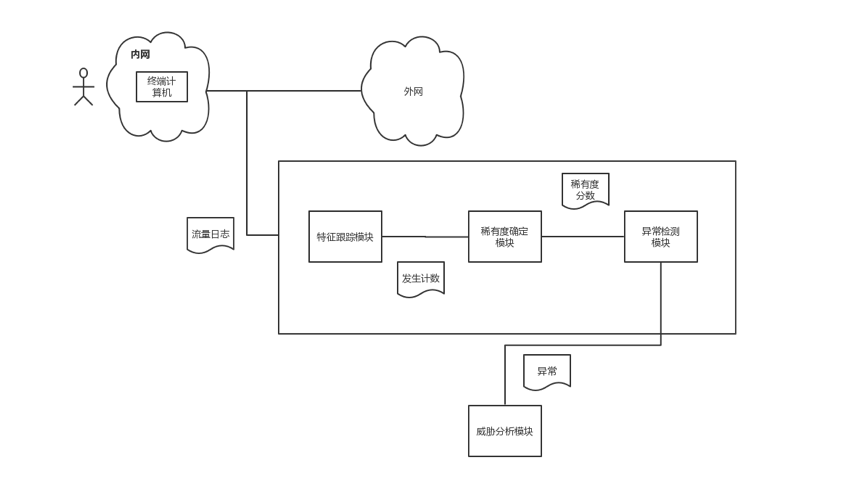 内网
终端计
算机
外网
稀有度
分数
流量日志
特征跟踪模块
稀有度确定
模块
异常检测
模块
发生计数
异常
威胁分析模块